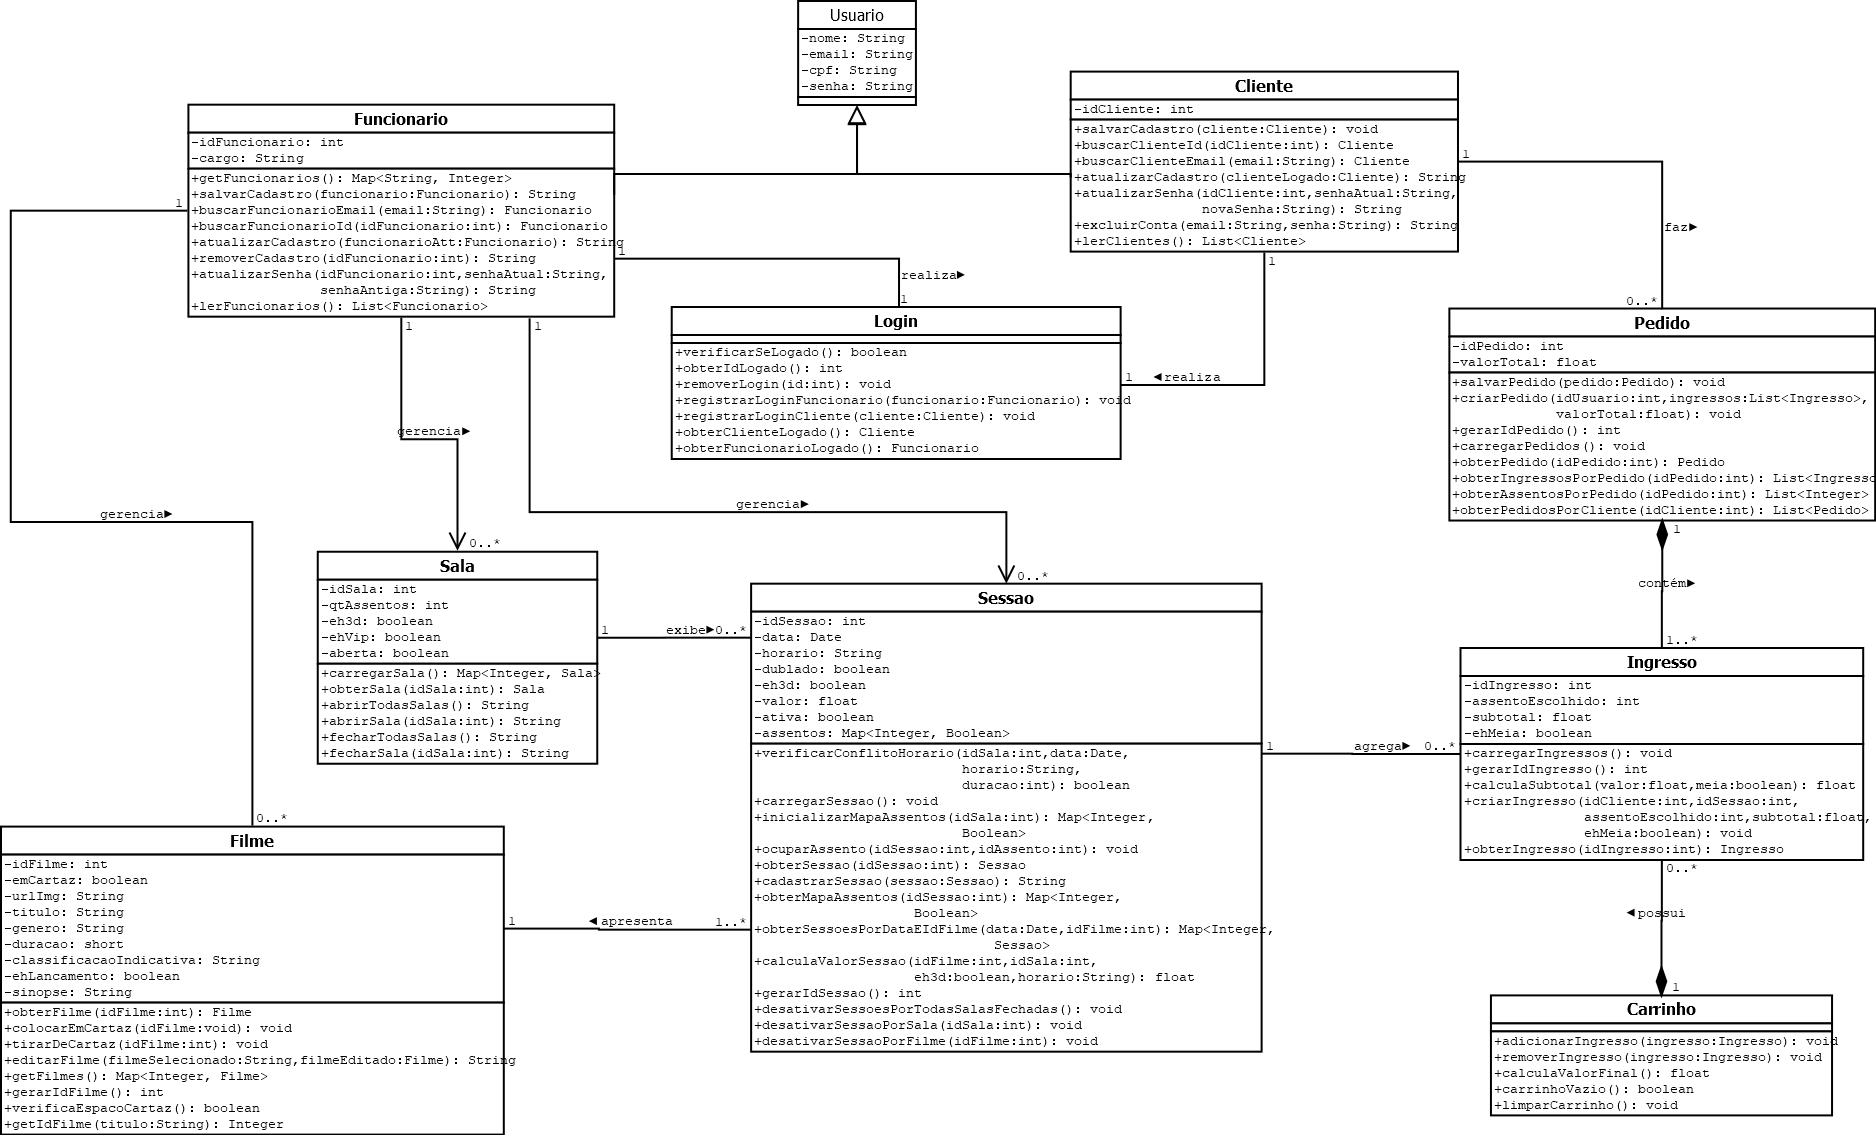 Usuario
-nome: String
-email: String
-cpf: String
-senha: String
Funcionario
-idFuncionario: int
-cargo: String
+getFuncionarios(): Map<String, Integer>
+salvarCadastro(funcionario:Funcionario): String
+buscarFuncionarioEmail(email:String): Funcionario
+buscarFuncionarioId(idFuncionario:int): Funcionario
+atualizarCadastro(funcionarioAtt:Funcionario): String
+removerCadastro(idFuncionario:int): String
+atualizarSenha(idFuncionario:int,senhaAtual:String,
senhaAntiga:String): String
+lerFuncionarios(): List<Funcionario>
Cliente
-idCliente: int
+salvarCadastro(cliente:Cliente): void
+buscarClienteId(idCliente:int): Cliente
+buscarClienteEmail(email:String): Cliente
+atualizarCadastro(clienteLogado:Cliente): String
+atualizarSenha(idCliente:int,senhaAtual:String,
novaSenha:String): String
+excluirConta(email:String,senha:String): String
+lerClientes(): List<Cliente>
1
1
faz►
0..*
1
realiza►
1
1
1
◄realiza
1
1
Login
+verificarSeLogado(): boolean
+obterIdLogado(): int
+removerLogin(id:int): void
+registrarLoginFuncionario(funcionario:Funcionario): void
+registrarLoginCliente(cliente:Cliente): void
+obterClienteLogado(): Cliente
+obterFuncionarioLogado(): Funcionario
Pedido
-idPedido: int
-valorTotal: float
+salvarPedido(pedido:Pedido): void
+criarPedido(idUsuario:int,ingressos:List<Ingresso>,
valorTotal:float): void
+gerarIdPedido(): int
+carregarPedidos(): void
+obterPedido(idPedido:int): Pedido
+obterIngressosPorPedido(idPedido:int): List<Ingresso
+obterAssentosPorPedido(idPedido:int): List<Integer>
+obterPedidosPorCliente(idCliente:int): List<Pedido>
gerencia►
gerencia►
gerencia►
0..*
0..*
1
contém►
1..*
Sala
-idSala: int
-qtAssentos: int
-eh3d: boolean
-ehVip: boolean
-aberta: boolean
+carregarSala(): Map<Integer, Sala>
+obterSala(idSala:int): Sala
+abrirTodasSalas(): String
+abrirSala(idSala:int): String
+fecharTodasSalas(): String
+fecharSala(idSala:int): String
1 exibe►0..*
Sessao
-idSessao: int
-data: Date
-horario: String
-dublado: boolean
-eh3d: boolean
-valor: float
-ativa: boolean
-assentos: Map<Integer, Boolean>
+verificarConflitoHorario(idSala:int,data:Date,
horario:String,
duracao:int): boolean
+carregarSessao(): void
+inicializarMapaAssentos(idSala:int): Map<Integer,
Boolean>
+ocuparAssento(idSessao:int,idAssento:int): void
+obterSessao(idSessao:int): Sessao
+cadastrarSessao(sessao:Sessao): String
+obterMapaAssentos(idSessao:int): Map<Integer,
Boolean>
+obterSessoesPorDataEIdFilme(data:Date,idFilme:int): Map<Integer,
Sessao>
+calculaValorSessao(idFilme:int,idSala:int,
eh3d:boolean,horario:String): float
+gerarIdSessao(): int
+desativarSessoesPorTodasSalasFechadas(): void
+desativarSessaoPorSala(idSala:int): void
+desativarSessaoPorFilme(idFilme:int): void
1 agrega► 0..*
Ingresso
-idIngresso: int
-assentoEscolhido: int
-subtotal: float
-ehMeia: boolean
+carregarIngressos(): void
+gerarIdIngresso(): int
+calculaSubtotal(valor:float,meia:boolean): float
+criarIngresso(idCliente:int,idSessao:int,
assentoEscolhido:int,subtotal:float,
ehMeia:boolean): void
+obterIngresso(idIngresso:int): Ingresso
0..*
◄possui
1
0..*
Filme
-idFilme: int
-emCartaz: boolean
-urlImg: String
-titulo: String
-genero: String
-duracao: short
-classificacaoIndicativa: String
-ehLancamento: boolean
-sinopse: String
+obterFilme(idFilme:int): Filme
+colocarEmCartaz(idFilme:void): void
+tirarDeCartaz(idFilme:int): void
+editarFilme(filmeSelecionado:String,filmeEditado:Filme): String
+getFilmes(): Map<Integer, Filme>
+gerarIdFilme(): int
+verificaEspacoCartaz(): boolean
+getIdFilme(titulo:String): Integer
1 ◄apresenta 1..*
Carrinho
+adicionarIngresso(ingresso:Ingresso): void
+removerIngresso(ingresso:Ingresso): void
+calculaValorFinal(): float
+carrinhoVazio(): boolean
+limparCarrinho(): void